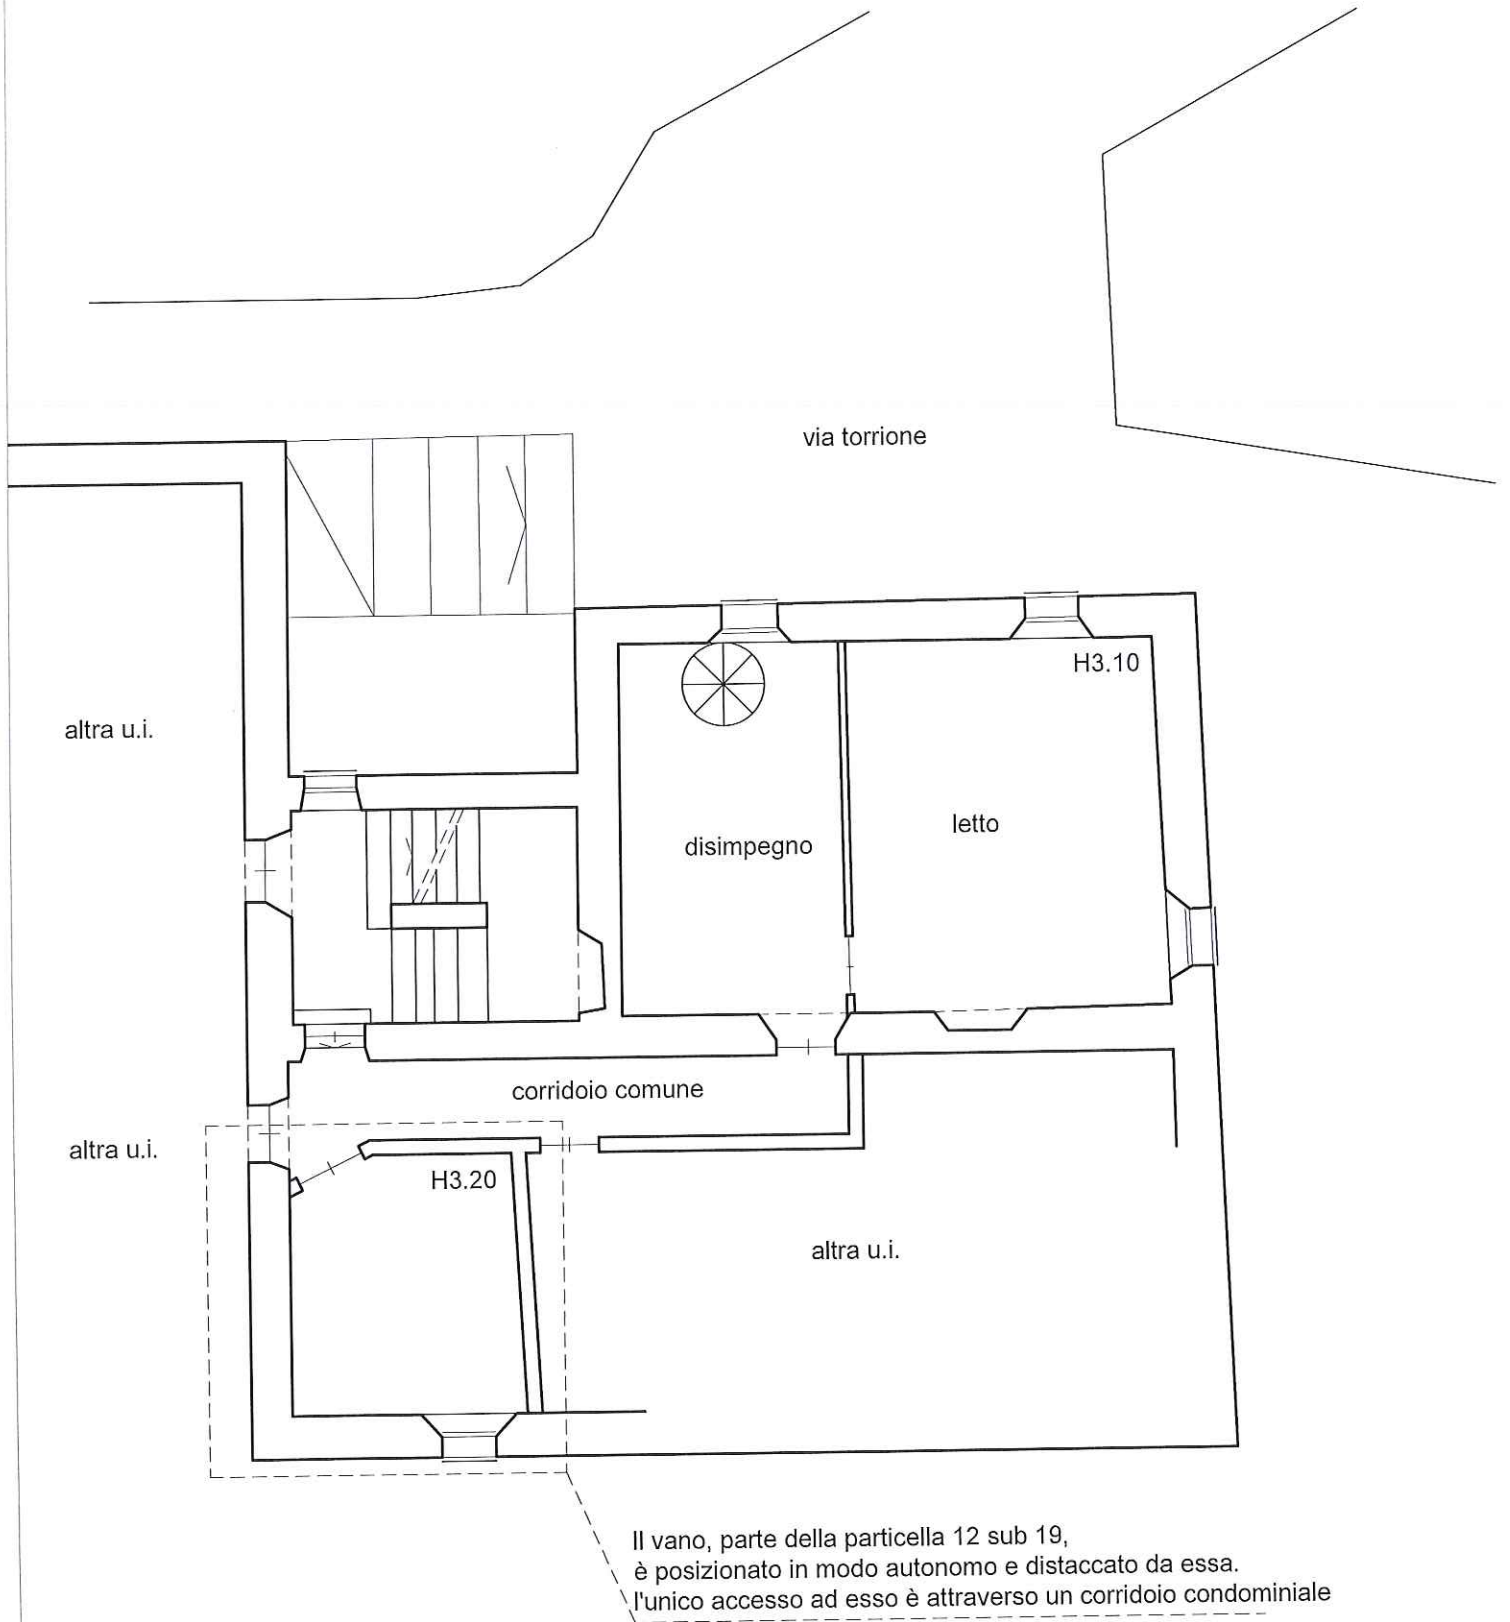 via torrione
H3.10
altra u.i.
letto
disimpegno
corridoio comune
altra u.i.
H3.20
altra u.i.
Il vano, parte della particella 12 sub 19,
è posizionato in modo autonomo e distaccato da essa.
l'unico accesso ad esso è attraverso un corridoio condominiale